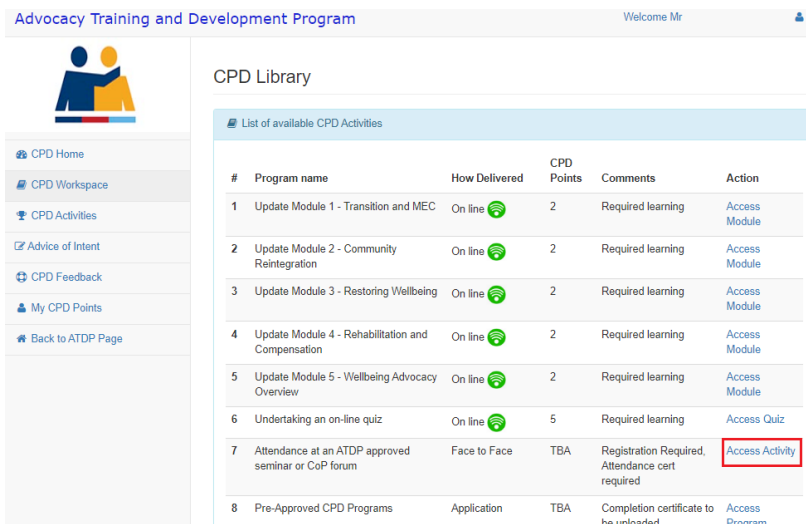 Advocacy Training and Development Program
Welcome Mr
CPD Home
CPD Workspace
CPD Activities
Advice of Intent
CPD Feedback
My CPD Points
Back to ATDP Page
CPD Library
List of available CPD Activities
# Program name How Delivered CPD Points Comments Action
1 Update Module 1 - Transition and MEC On line 2 Required learning Access Module
2 Update Module 2 - Community Reintegration On line 2 Required learning Access Module
3 Update Module 3 - Restoring Wellbeing On line 2 Required learning Access Module
4 Update Module 4 - Rehabilitation and Compensation On line 2 Required learning Access Module
5 Update Module 5 - Wellbeing Advocacy Overview On line 2 Required learning Access Module
6 Undertaking an on-line quiz On line 5 Required learning Access Quiz
7 Attendance at an ATDP approved seminar or CoP forum Face to Face TBA Registration Required, Attendance cert required Access Activity
8 Pre-Approved CPD Programs Application TBA Completion certificate to be uploaded Access Program